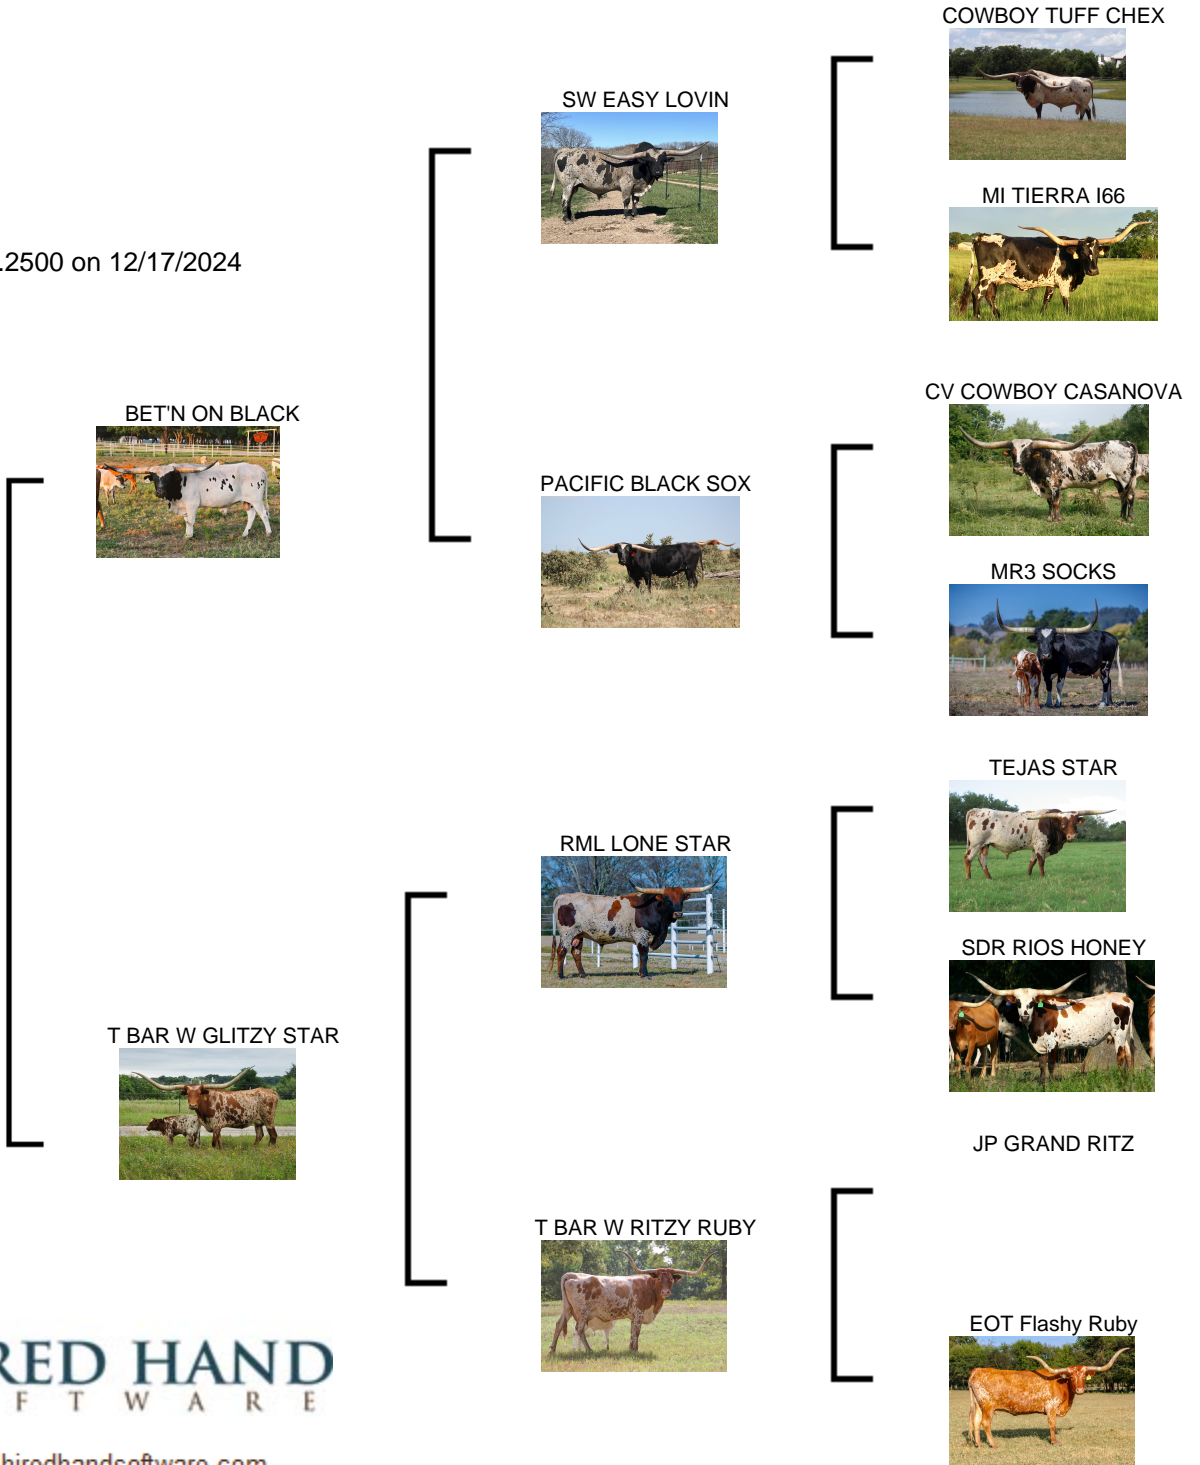 COWBOY TUFF CHEX
SW EASY LOVIN
MI TIERRA I66
.2500 on 12/17/2024
CV COWBOY CASANOVA
BET'N ON BLACK
PACIFIC BLACK SOX
MR3 SOCKS
TEJAS STAR
RML LONE STAR
SDR RIOS HONEY
T BAR W GLITZY STAR
JP GRAND RITZ
T BAR W RITZY RUBY
EOT Flashy Ruby
RED HAND
F T W A R E
hiredhandsoftware.com